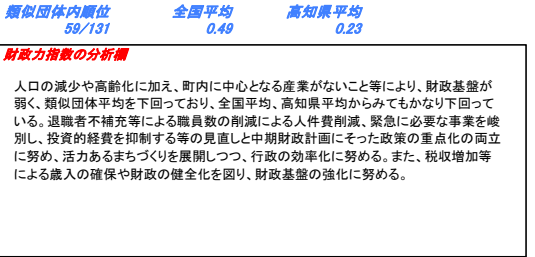 類似団体内順位 全国平均 高知県平均
59/131 0.49 0.23
財政力指数の分析欄
人口の減少や高齢化に加え、町内に中心となる産業がないこと等により、財政基盤が
弱く、類似団体平均を下回っており、全国平均、高知県平均からみてもかなり下回って
いる。退職者不補充等による職員数の削減による人件費削減、緊急に必要な事業を峻
別し、投資的経費を抑制する等の見直しと中期財政計画にそった政策の重点化の両立
に努め、活力あるまちづくりを展開しつつ、行政の効率化に努める。また、税収増加等
による歳入の確保や財政の健全化を図り、財政基盤の強化に努める。